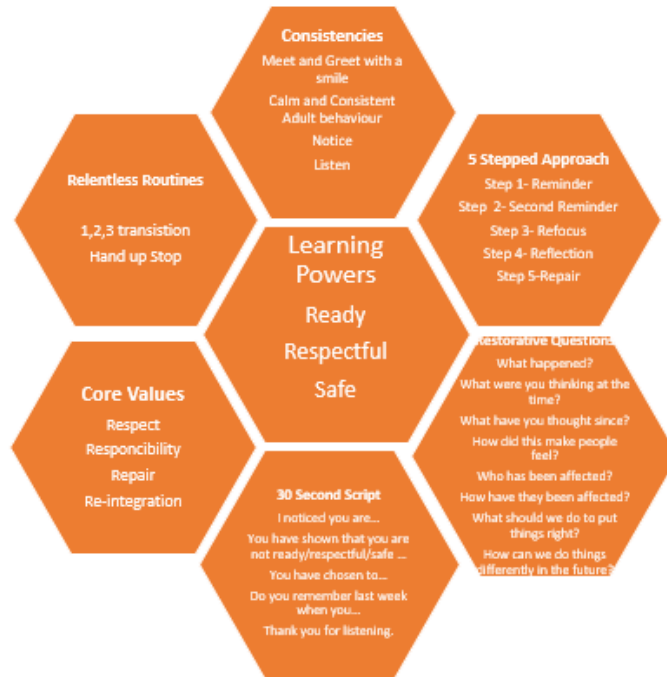 Consistencies
Meet and Greet with a
smile
Calm and Consistent
Adult behaviour
Notice
Listen
Relentless Routines
1,2,3 transistion
Hand up Stop
5 Stepped Approach
Step 1- Reminder
Step 2- Second Reminder
Step 3- Refocus
Step 4- Reflection
Step 5-Repair
Learning
Powers
Ready
Respectful
Safe
Core Values
Respect
Responcibility
Repair
Re-integration
Restorative Questions
What happened?
What were you thinking at the
time?
What have you thought since?
How did this make people
feel?
Who has been affected?
How have they been affected?
What should we do to put
things right?
How can we do things
differently in the future?
30 Second Script
I noticed you are...
You have shown that you are
not ready/respectful/safe ...
You have chosen to...
Do you remember last week
when you...
Thank you for listening.